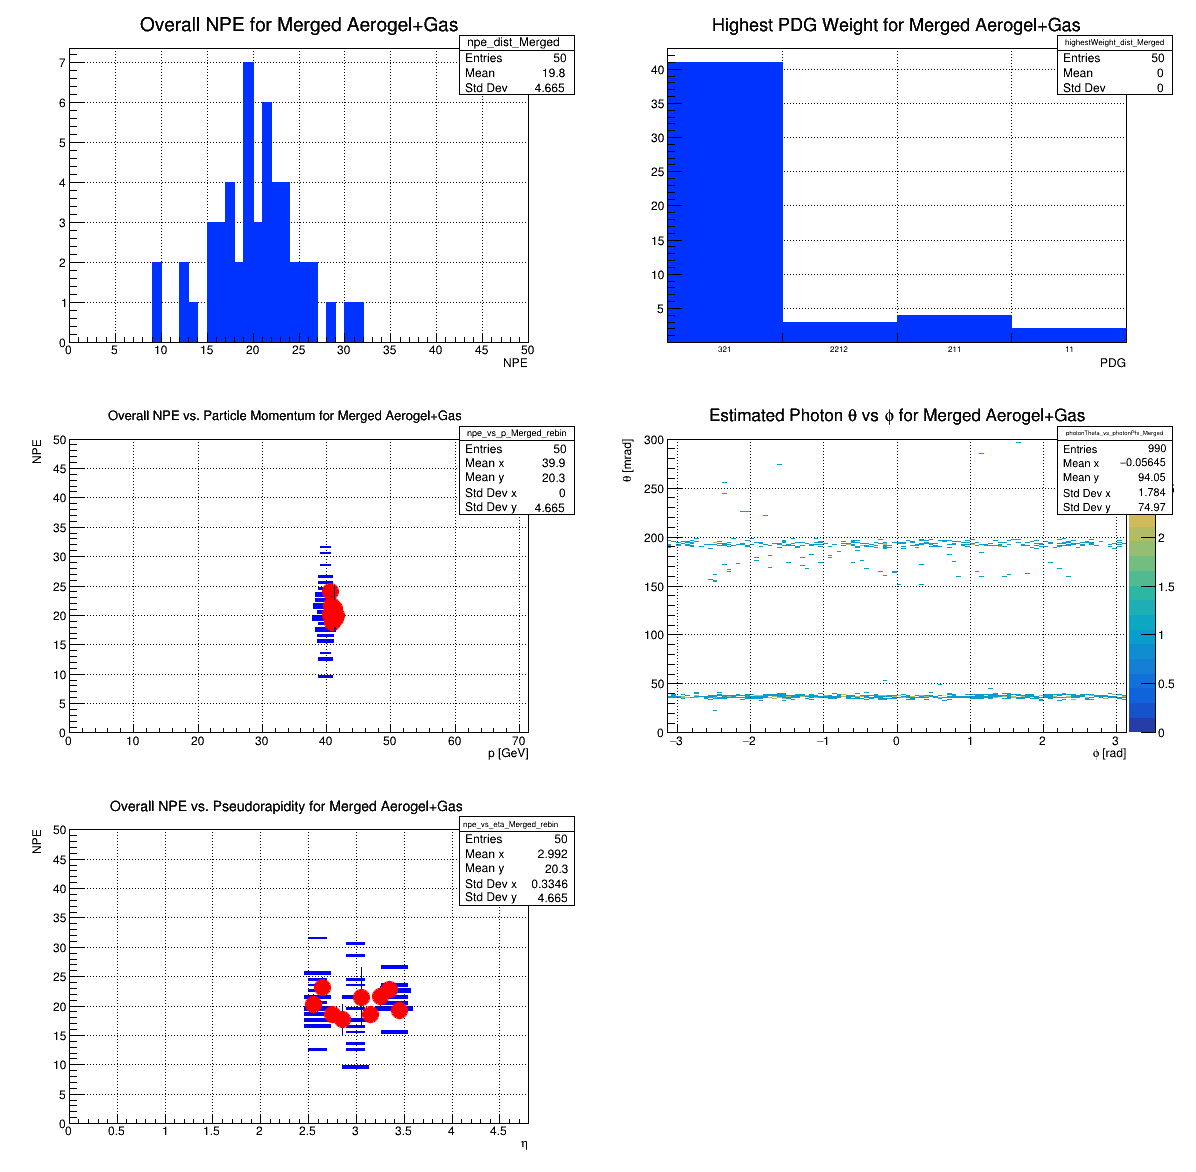 Overall NPE for Merged Aerogel+Gas
npe_dist_Merged
Entries 50
Mean 19.8
Std Dev 4.665
7
6
5
4
3
2
1
0
0 5 10 15 20 25 30 35 40 45 50
NPE
Highest PDG Weight for Merged Aerogel+Gas
highestWeight_dist_Merged
Entries 50
Mean 0
Std Dev 0
40
35
30
25
20
15
10
5
321 2212 211 11
PDG
Overall NPE vs. Particle Momentum for Merged Aerogel+Gas
NPE
npe_vs_p_Merged_rebin
Entries 50
Mean x 39.9
Mean y 20.3
Std Dev x 0
Std Dev y 4.665
50
45
40
35
30
25
20
15
10
5
0
0 10 20 30 40 50 60 70
p [GeV]
Estimated Photon θ vs ϕ for Merged Aerogel+Gas
θ [mrad]
photonTheta_vs_photonPhi_Merged
Entries 990
Mean x −0.05645
Mean y 94.05
Std Dev x 1.784
Std Dev y 74.97
300
250
200
150
100
50
0
−3 −2 −1 0 1 2 3
ϕ [rad]
2
1.5
1
0.5
0
Overall NPE vs. Pseudorapidity for Merged Aerogel+Gas
NPE
npe_vs_eta_Merged_rebin
Entries 50
Mean x 2.992
Mean y 20.3
Std Dev x 0.3346
Std Dev y 4.665
50
45
40
35
30
25
20
15
10
5
0
0 0.5 1 1.5 2 2.5 3 3.5 4 4.5
η